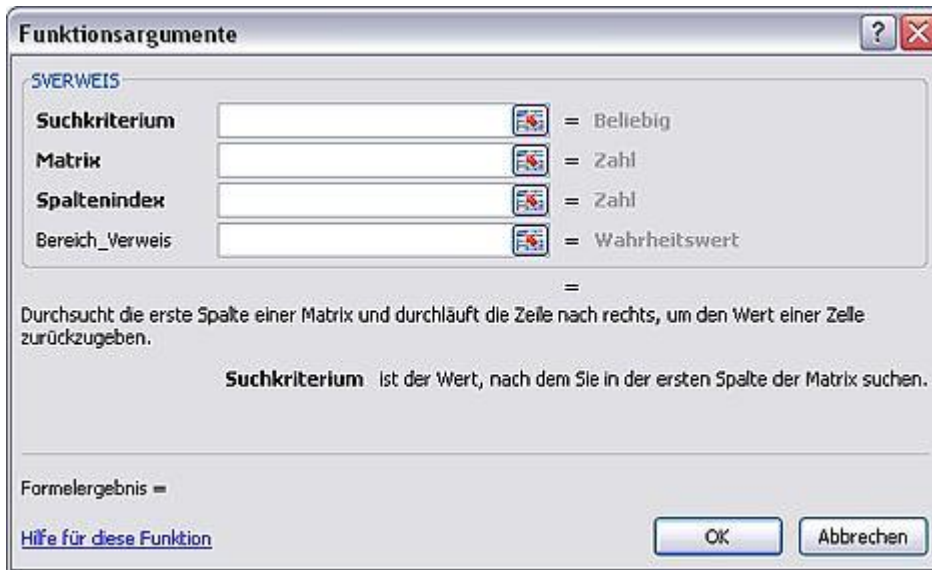 Funktionsargumente
SVERWEIS
Suchkriterium = Beliebig
Matrix = Zahl
Spaltenindex = Zahl
Bereich_Verweis = Wahrheitswert
=
Durchsucht die erste Spalte einer Matrix und durchläuft die Zeile nach rechts, um den Wert einer Zelle
zurückzugeben.
Suchkriterium ist der Wert, nach dem Sie in der ersten Spalte der Matrix suchen.
Formelergebnis =
Hilfe für diese Funktion
OK
Abbrechen